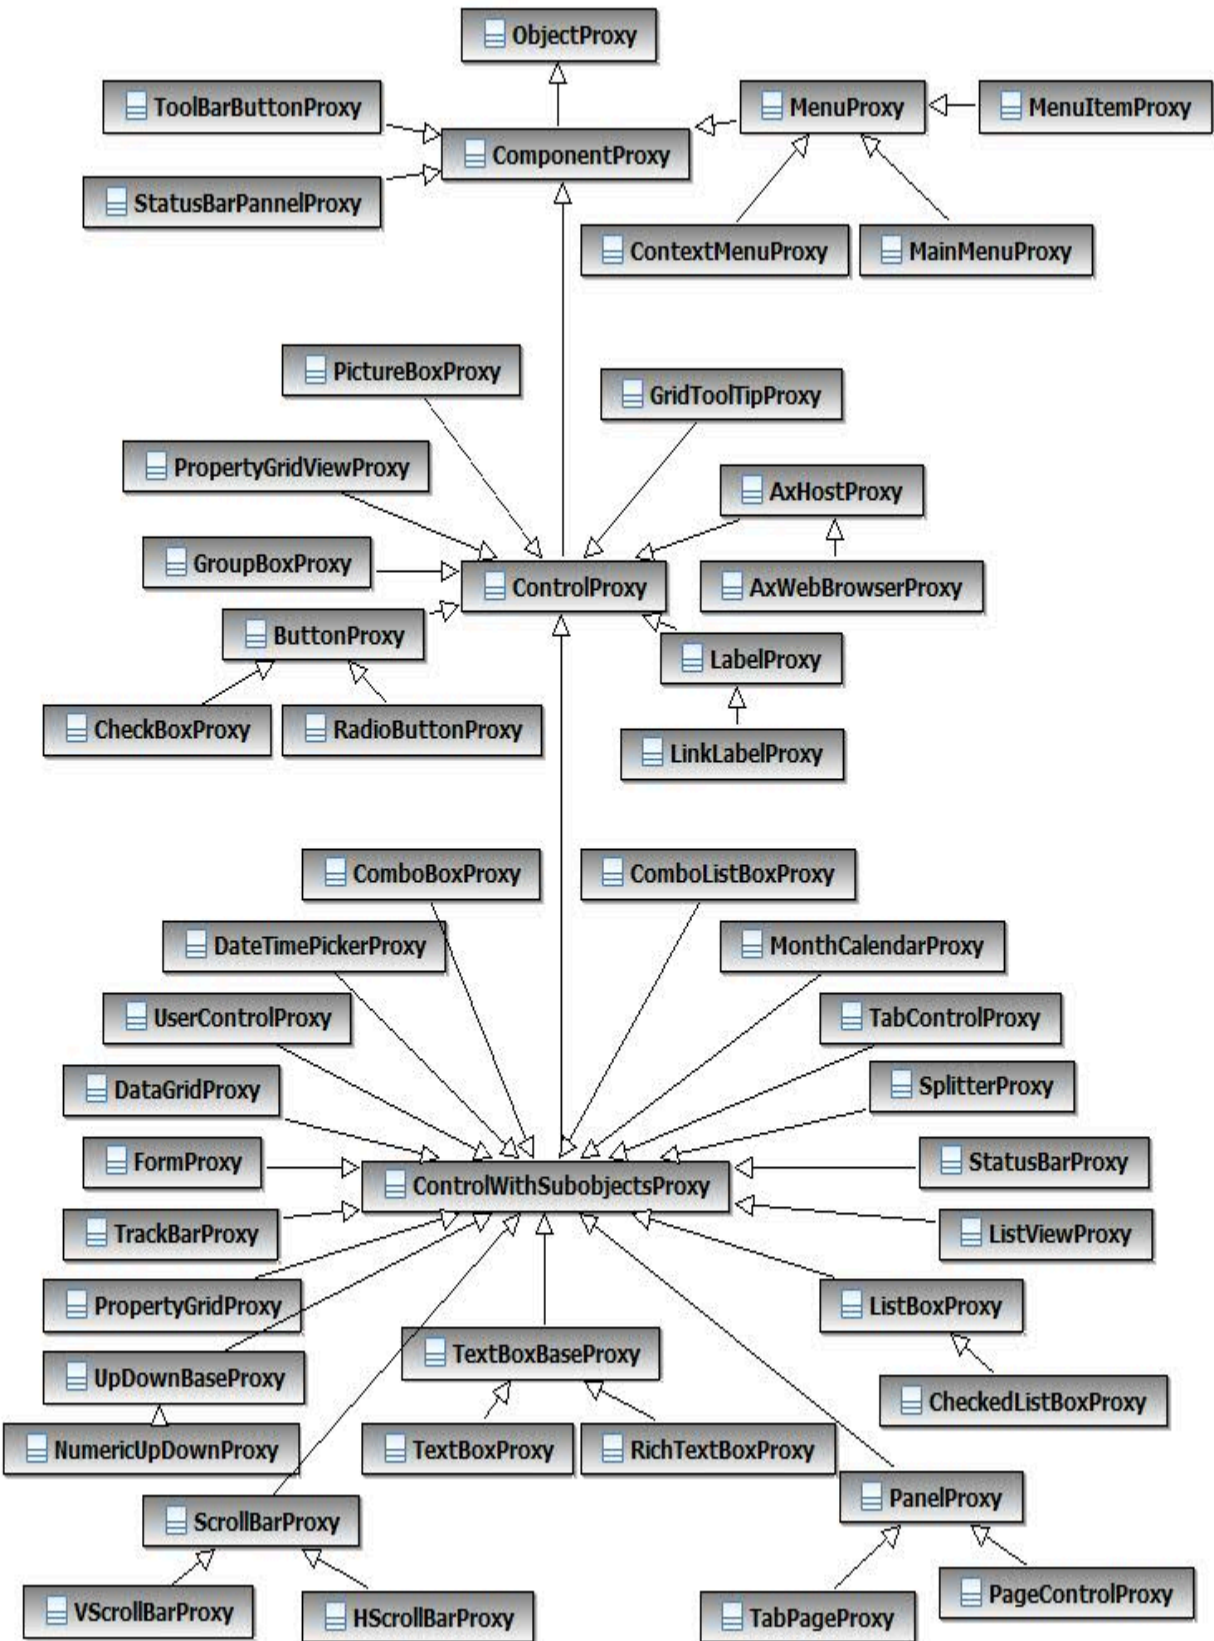 ObjectProxy
ToolBarButtonProxy
MenuProxy
MenuItemProxy
ComponentProxy
StatusBarPannelProxy
ContextMenuProxy
MainMenuProxy
PictureBoxProxy
GridToolTipProxy
PropertyGridViewProxy
AxHostProxy
GroupBoxProxy
ControlProxy
AxWebBrowserProxy
ButtonProxy
LabelProxy
CheckBoxProxy
RadioButtonProxy
LinkLabelProxy
ComboBoxProxy
ComboListBoxProxy
DateTimePickerProxy
MonthCalendarProxy
UserControlProxy
TabControlProxy
DataGridProxy
SplitterProxy
FormProxy
StatusBarProxy
ControlWithSubobjectsProxy
TrackBarProxy
ListViewProxy
PropertyGridProxy
ListBoxProxy
TextBoxBaseProxy
UpDownBaseProxy
CheckedListBoxProxy
NumericUpDownProxy
TextBoxProxy
RichTextBoxProxy
PanelProxy
ScrollBarProxy
PageControlProxy
VScrollBarProxy
HScrollBarProxy
TabPageProxy